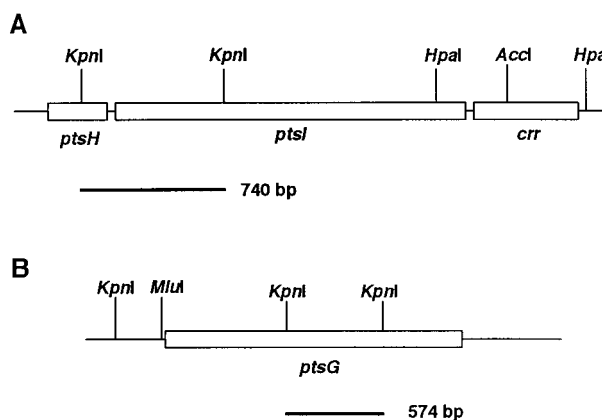 A
KpnI KpnI HpaI AccI Hpa
ptsH ptsI crr
740 bp
B
KpnI MluI KpnI KpnI
ptsG
574 bp